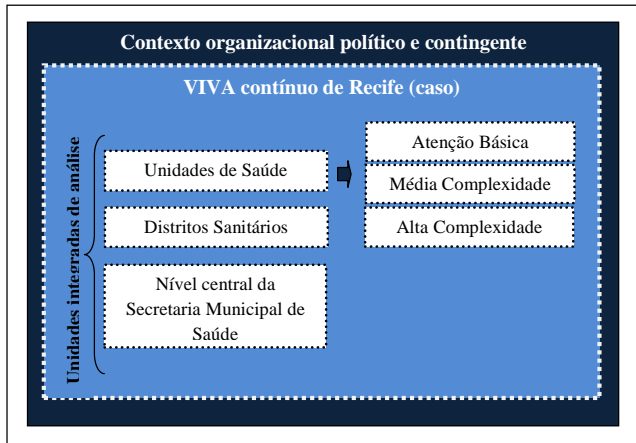 Contexto organizacional político e contingente
VIVA contínuo de Recife (caso)
Unidades integradas de análise
Unidades de Saúde
Distritos Sanitários
Nível central da
Secretaria Municipal de
Saúde
Atenção Básica
Média Complexidade
Alta Complexidade